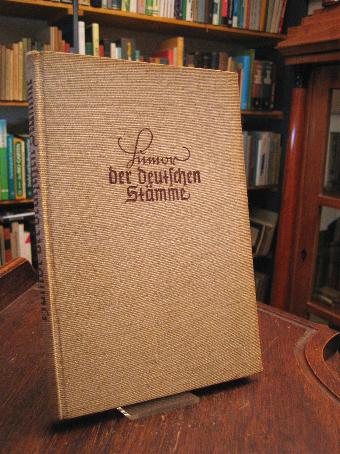 Humor
der deutschen
Stämme